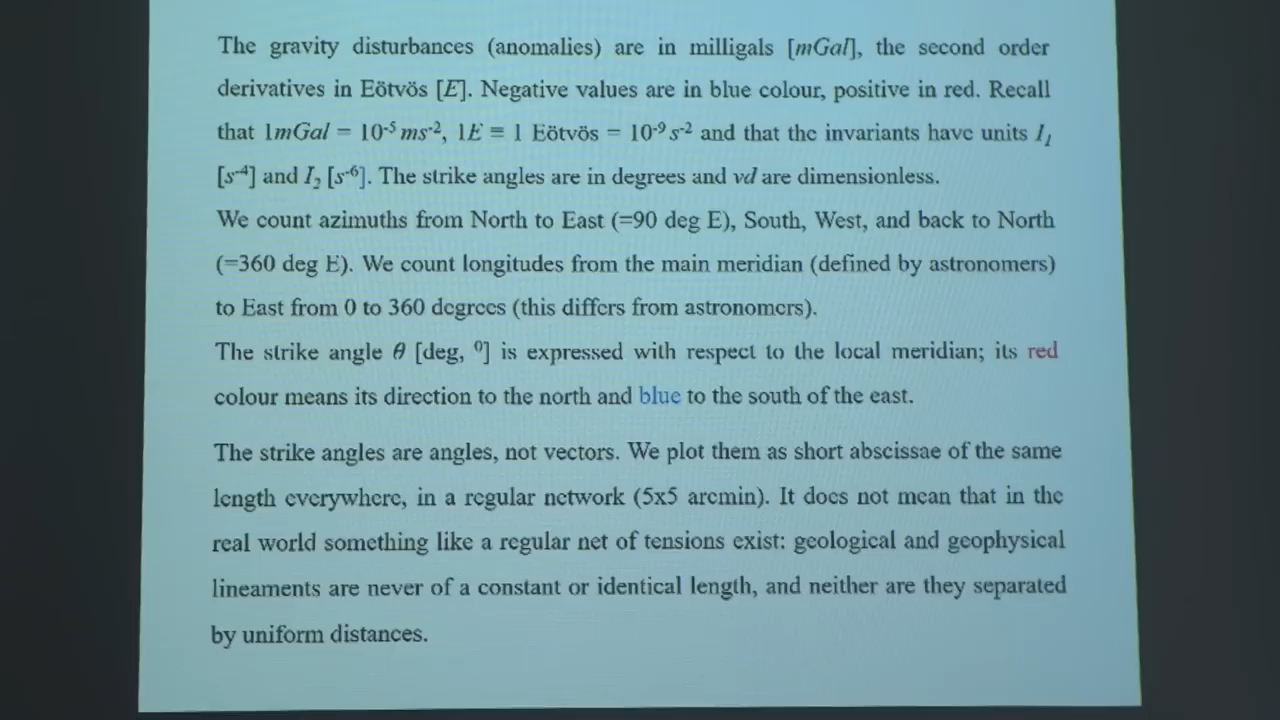 The gravity disturbances (anomalies) are in milligals [mGal], the second order
derivatives in Eötvös [E]. Negative values are in blue colour, positive in red. Recall
that 1mGal = 10⁻⁵ ms⁻², 1E ≡ 1 Eötvös = 10⁻⁹ s⁻² and that the invariants have units I₁
[s⁻⁴] and I₂ [s⁻⁶]. The strike angles are in degrees and vd are dimensionless.
We count azimuths from North to East (=90 deg E), South, West, and back to North
(=360 deg E). We count longitudes from the main meridian (defined by astronomers)
to East from 0 to 360 degrees (this differs from astronomers).
The strike angle θ [deg, ⁰] is expressed with respect to the local meridian; its red
colour means its direction to the north and blue to the south of the east.
The strike angles are angles, not vectors. We plot them as short abscissae of the same
length everywhere, in a regular network (5x5 arcmin). It does not mean that in the
real world something like a regular net of tensions exist: geological and geophysical
lineaments are never of a constant or identical length, and neither are they separated
by uniform distances.